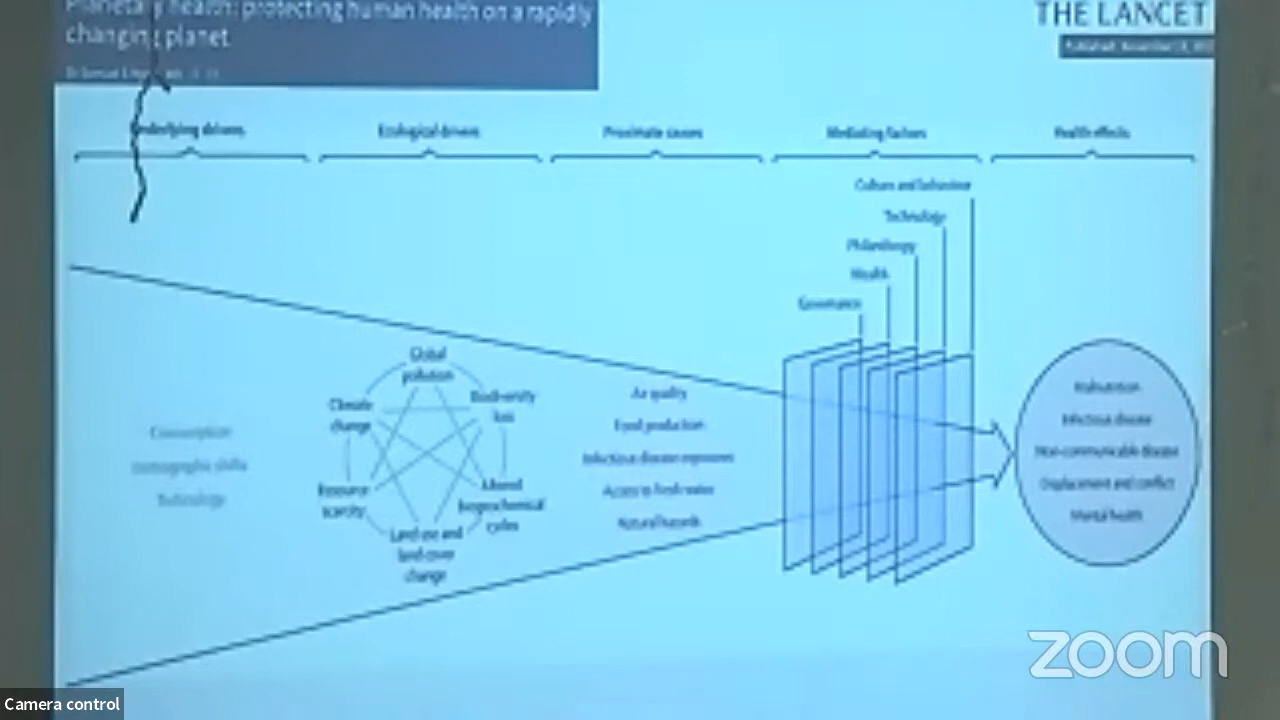 Planetary health: protecting human health on a rapidly
changing planet
THE LANCET
Underlying drivers
Ecological drivers
Proximate causes
Mediating factors
Health effects
Culture and behaviour
Technology
Philanthropy
Wealth
Governance
Consumption
Demographic shifts
Technology
Global
pollution
Climate
change
Biodiversity
loss
Resource
scarcity
Altered
biogeochemical
cycles
Land use and
land cover
change
Air quality
Food production
Infectious disease exposures
Access to fresh water
Natural hazards
Malnutrition
Infectious disease
Non-communicable disease
Displacement and conflict
Mental health
zoom
Camera control